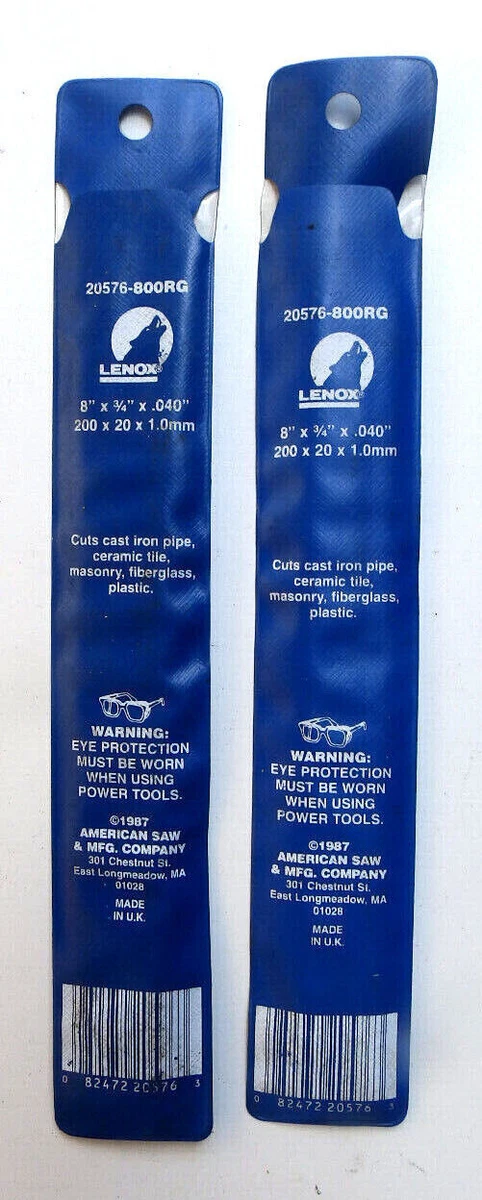 20576-800RG
LENOX®
8" x ¾" x .040"
200 x 20 x 1.0mm
Cuts cast iron pipe,
ceramic tile,
masonry, fiberglass,
plastic.
WARNING:
EYE PROTECTION
MUST BE WORN
WHEN USING
POWER TOOLS.
©1987
AMERICAN SAW
& MFG. COMPANY
301 Chestnut St.
East Longmeadow, MA
01028
MADE
IN U.K.
0 82472 20576 3
20576-800RG
LENOX®
8" x ¾" x .040"
200 x 20 x 1.0mm
Cuts cast iron pipe,
ceramic tile,
masonry, fiberglass,
plastic.
WARNING:
EYE PROTECTION
MUST BE WORN
WHEN USING
POWER TOOLS.
©1987
AMERICAN SAW
& MFG. COMPANY
301 Chestnut St.
East Longmeadow, MA
01028
MADE
IN U.K.
0 82472 20576 3